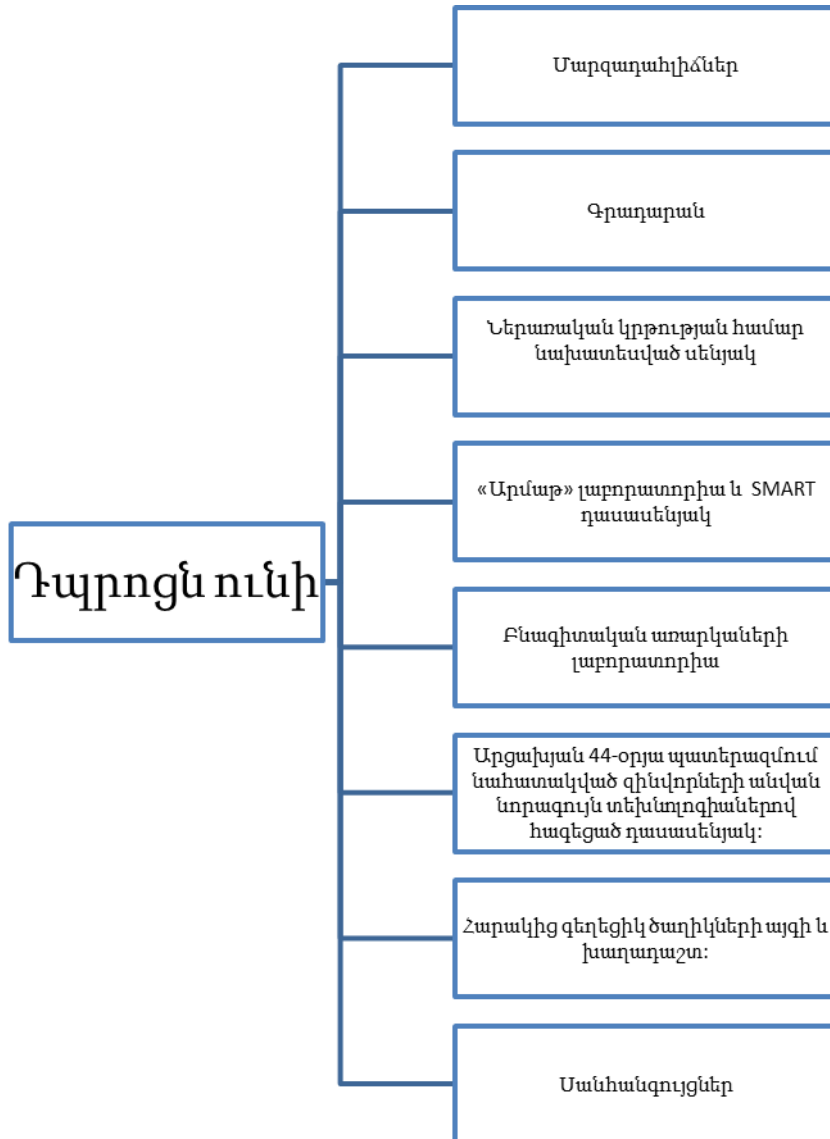 Դպրոցն ունի
Մարզադահլիճներ
Գրադարան
Ներառական կրթության համար
նախատեսված սենյակ
«Արմաթ» լաբորատորիա և SMART
դասասենյակ
Բնագիտական առարկաների
լաբորատորիա
Արցախյան 44-օրյա պատերազմում
նահատակված զինվորների անվան
նորագույն տեխնոլոգիաներով
հագեցած դասասենյակ:
Հարակից գեղեցիկ ծաղիկների այգի և
խաղադաշտ:
Սանհանգույցներ